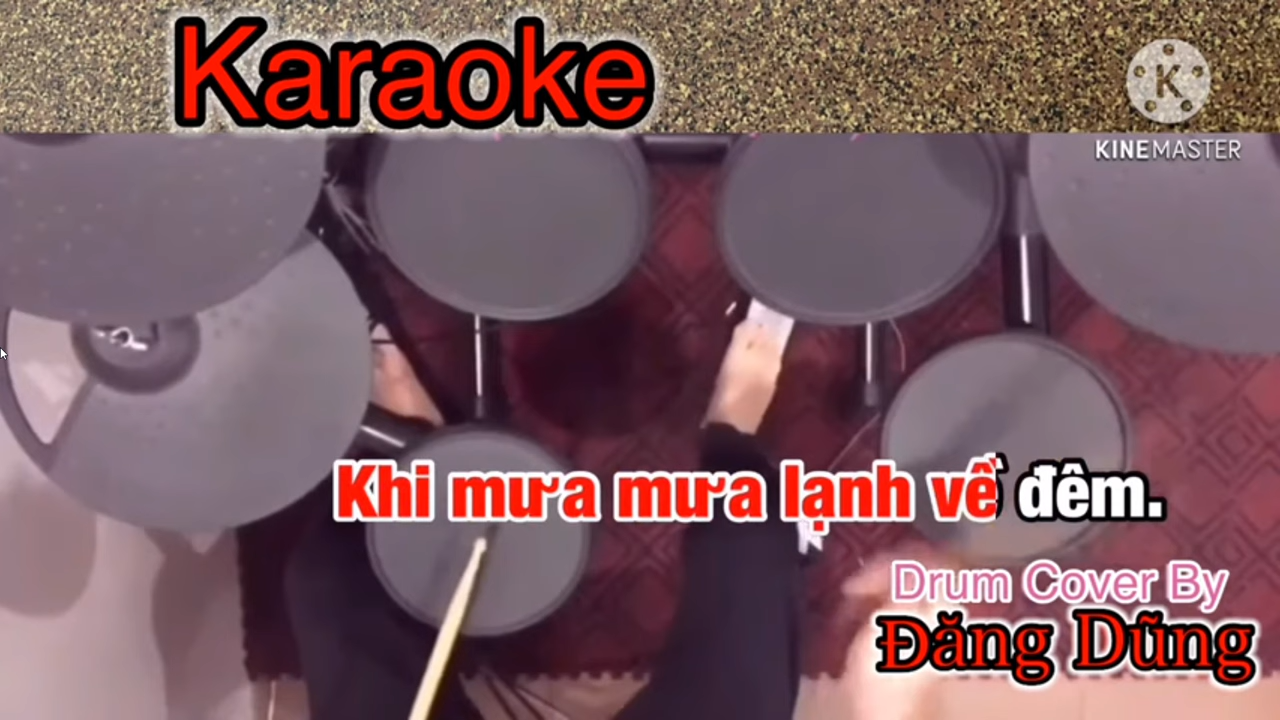 Karaoke
K
KINEMASTER
Khi mưa mưa lạnh về đêm.
Drum Cover By
Đăng Dũng